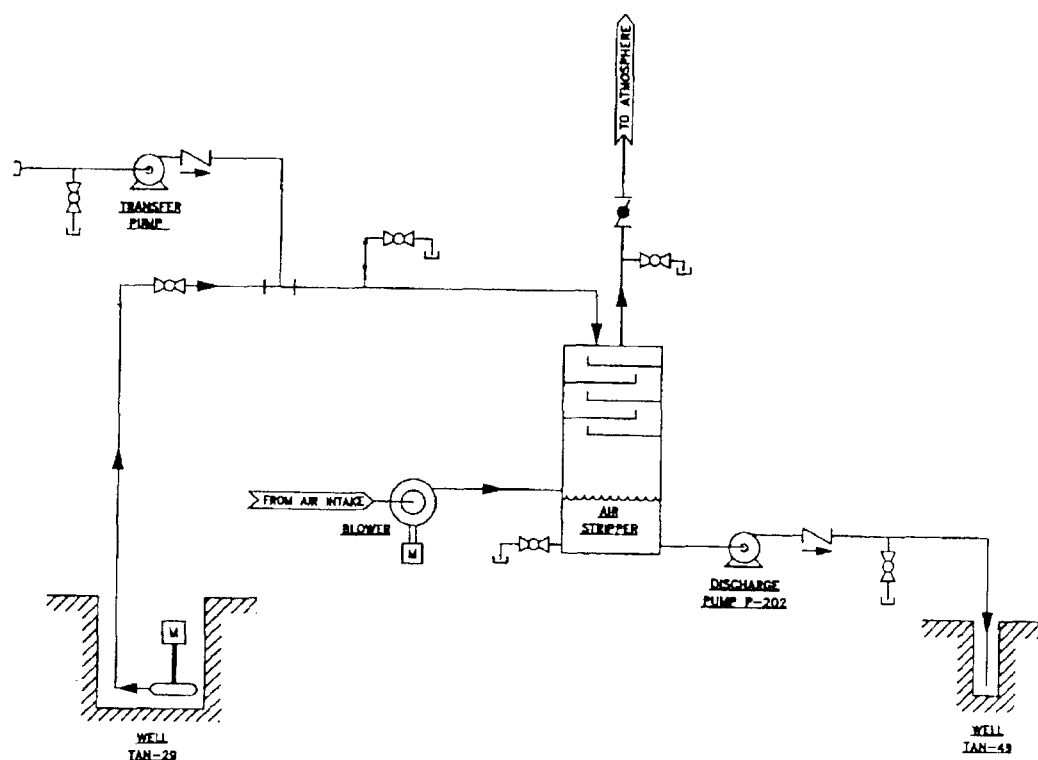 TO ATMOSPHERE
TRANSFER
PUMP
FROM AIR INTAKE
BLOWER
M
AIR
STRIPPER
DISCHARGE
PUMP P-202
M
WELL
TAN-29
WELL
TAN-49